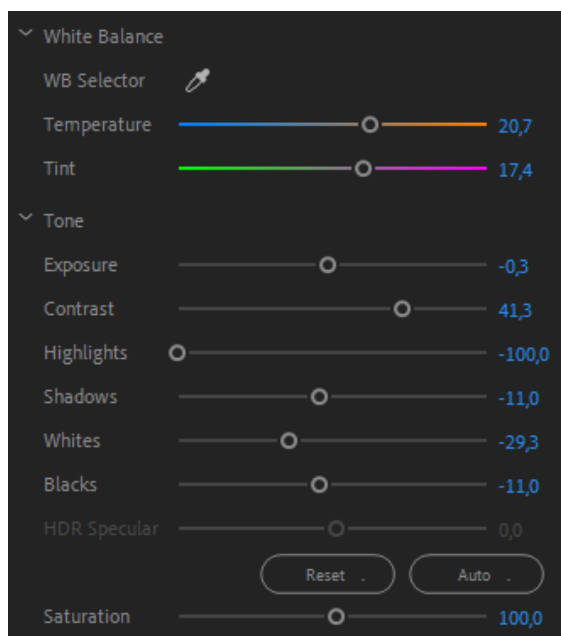 White Balance
WB Selector
Temperature 20,7
Tint 17,4
Tone
Exposure -0,3
Contrast 41,3
Highlights -100,0
Shadows -11,0
Whites -29,3
Blacks -11,0
HDR Specular 0,0
Reset . Auto .
Saturation 100,0